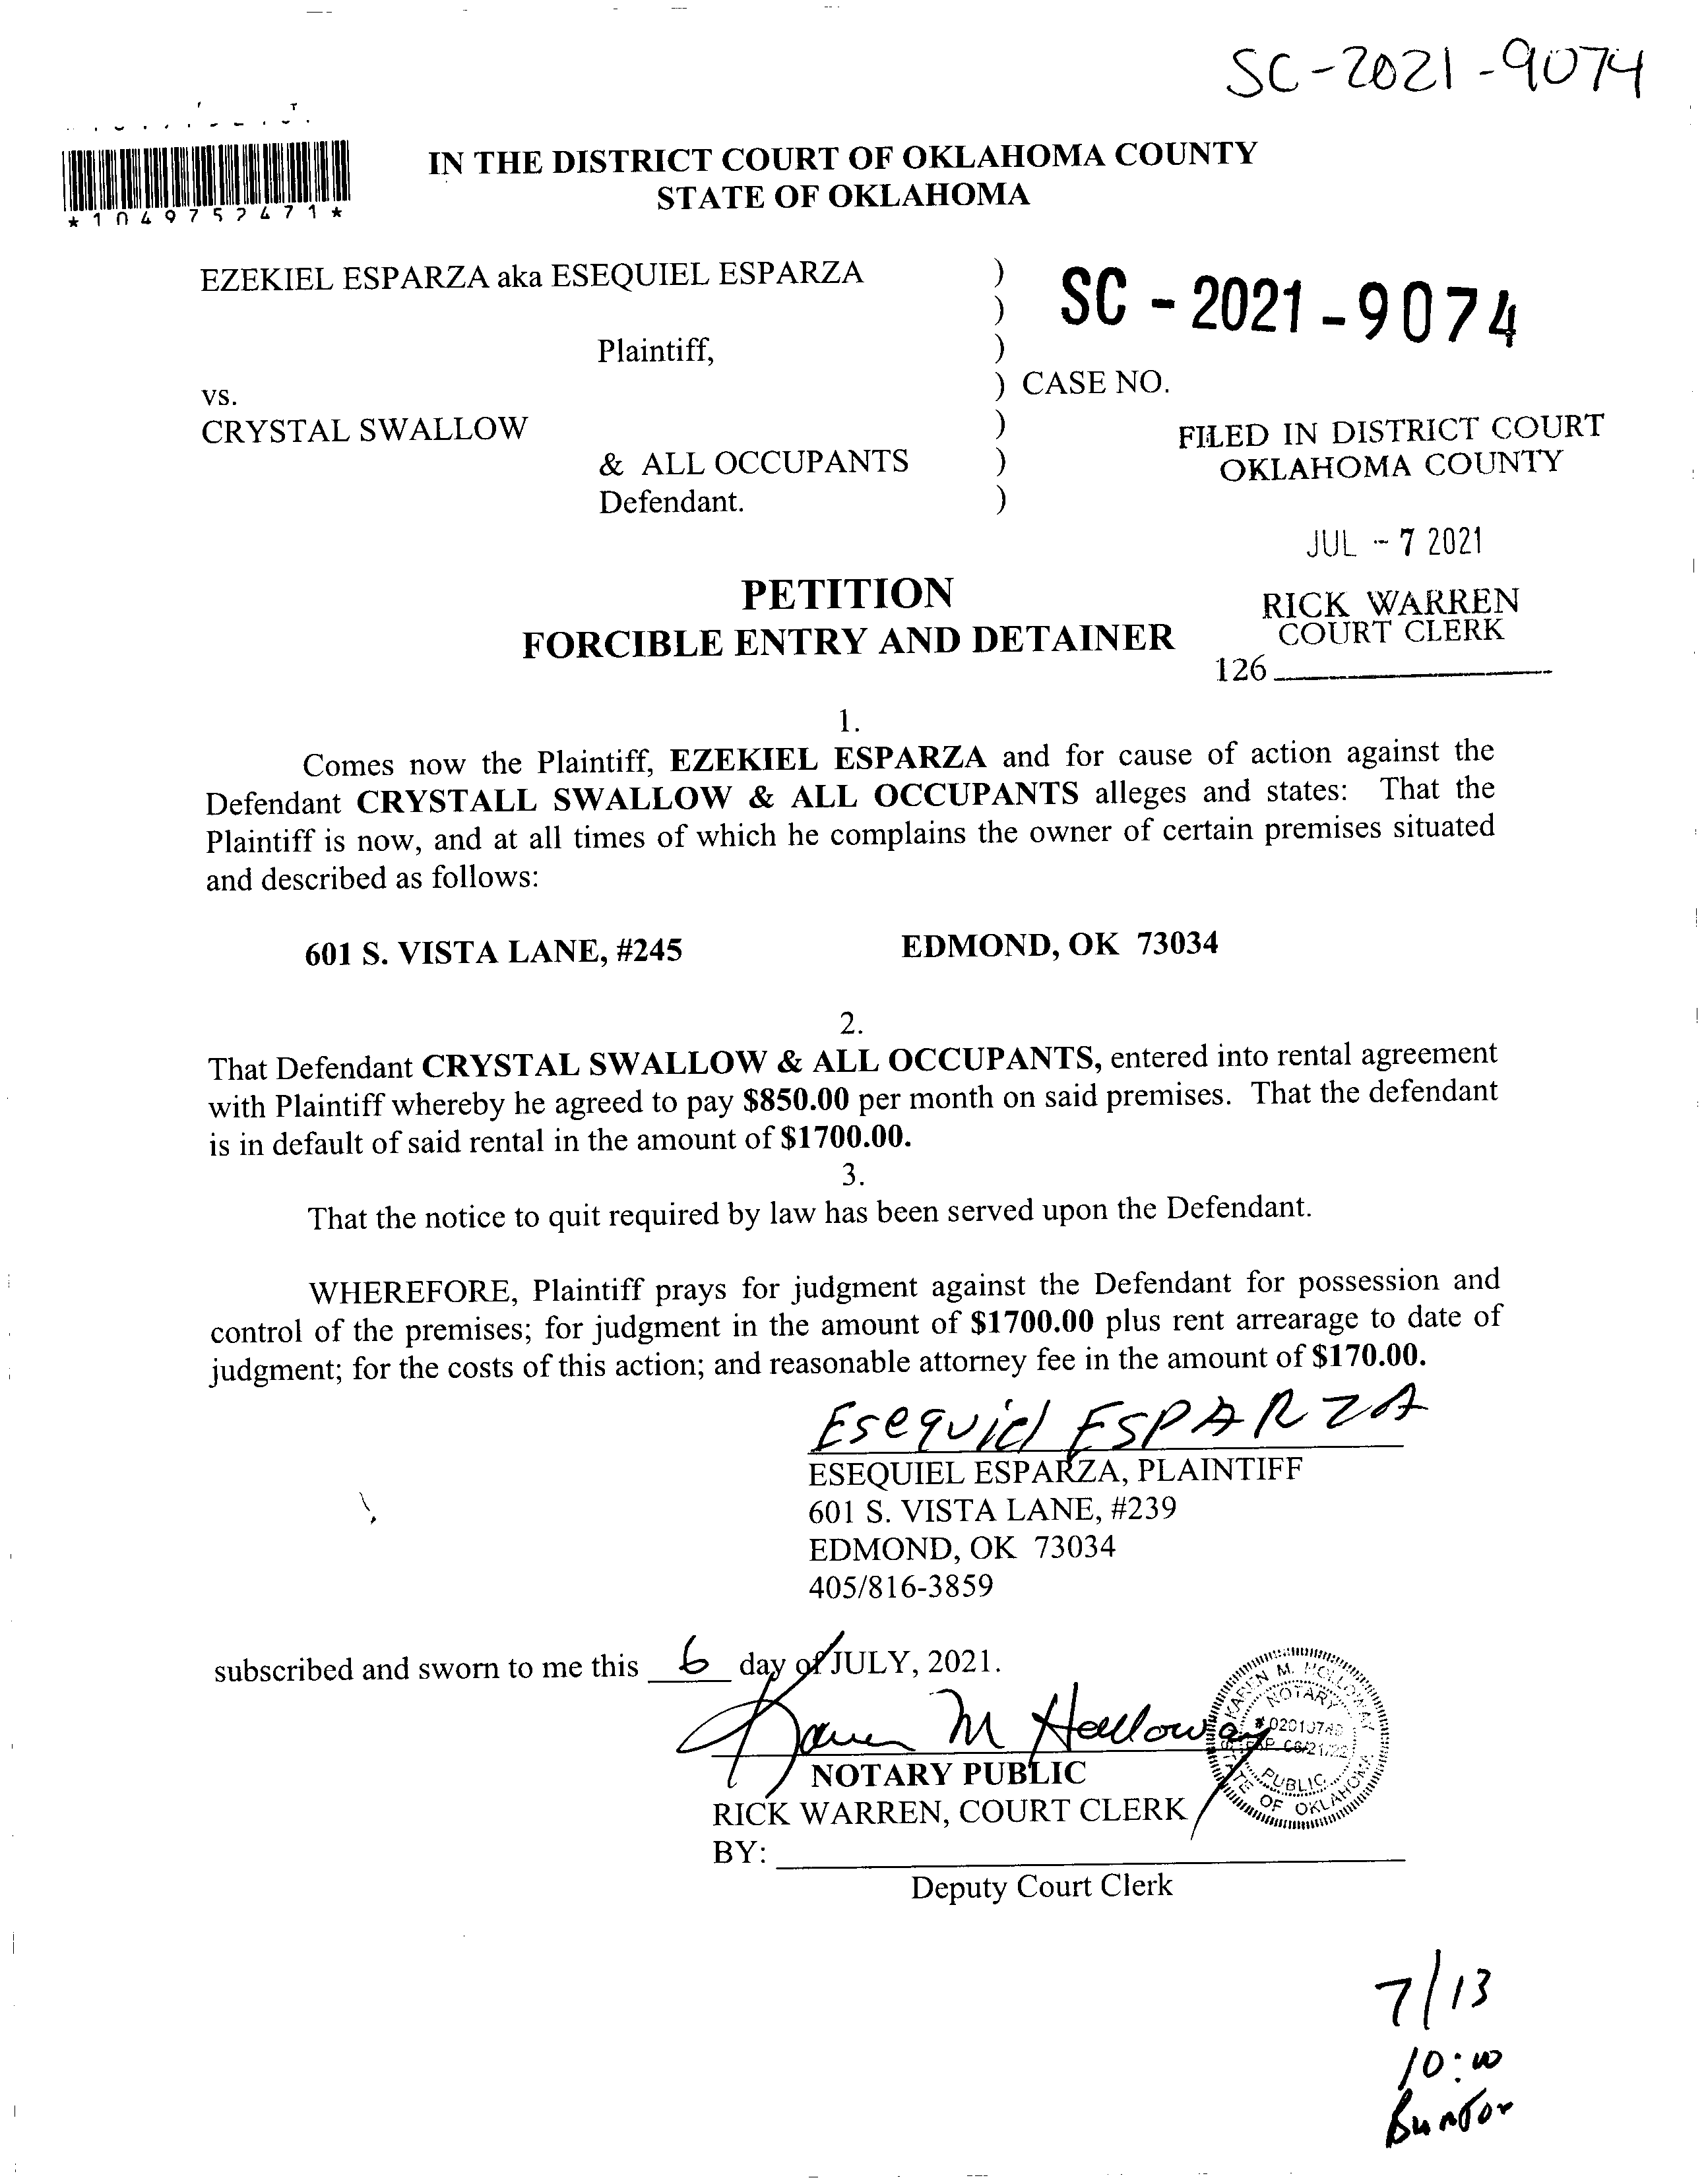 SC-2021-9074
*1049752471*
IN THE DISTRICT COURT OF OKLAHOMA COUNTY
STATE OF OKLAHOMA
EZEKIEL ESPARZA aka ESEQUIEL ESPARZA )
)
SC - 2021 - 9074
Plaintiff, )
vs. ) CASE NO.
CRYSTAL SWALLOW )
FILED IN DISTRICT COURT
& ALL OCCUPANTS )
OKLAHOMA COUNTY
Defendant. )
JUL - 7 2021
PETITION
RICK WARREN
FORCIBLE ENTRY AND DETAINER
COURT CLERK
126
1.
Comes now the Plaintiff, EZEKIEL ESPARZA and for cause of action against the
Defendant CRYSTALL SWALLOW & ALL OCCUPANTS alleges and states: That the
Plaintiff is now, and at all times of which he complains the owner of certain premises situated
and described as follows:
601 S. VISTA LANE, #245 EDMOND, OK 73034
2.
That Defendant CRYSTAL SWALLOW & ALL OCCUPANTS, entered into rental agreement
with Plaintiff whereby he agreed to pay $850.00 per month on said premises. That the defendant
is in default of said rental in the amount of $1700.00.
3.
That the notice to quit required by law has been served upon the Defendant.
WHEREFORE, Plaintiff prays for judgment against the Defendant for possession and
control of the premises; for judgment in the amount of $1700.00 plus rent arrearage to date of
judgment; for the costs of this action; and reasonable attorney fee in the amount of $170.00.
Esequiel ESPARZA
ESEQUIEL ESPARZA, PLAINTIFF
601 S. VISTA LANE, #239
EDMOND, OK 73034
405/816-3859
subscribed and sworn to me this 6 day of JULY, 2021.
Karen M Holloway
KAREN M. HOLLOWAY
NOTARY
EXP. 06/21/22
PUBLIC
STATE OF OKLAHOMA
NOTARY PUBLIC
RICK WARREN, COURT CLERK
BY:
Deputy Court Clerk
7/13
10:00